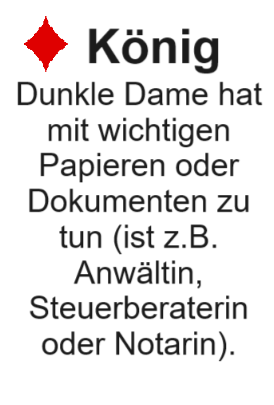 König
Dunkle Dame hat
mit wichtigen
Papieren oder
Dokumenten zu
tun (ist z.B.
Anwältin,
Steuerberaterin
oder Notarin).